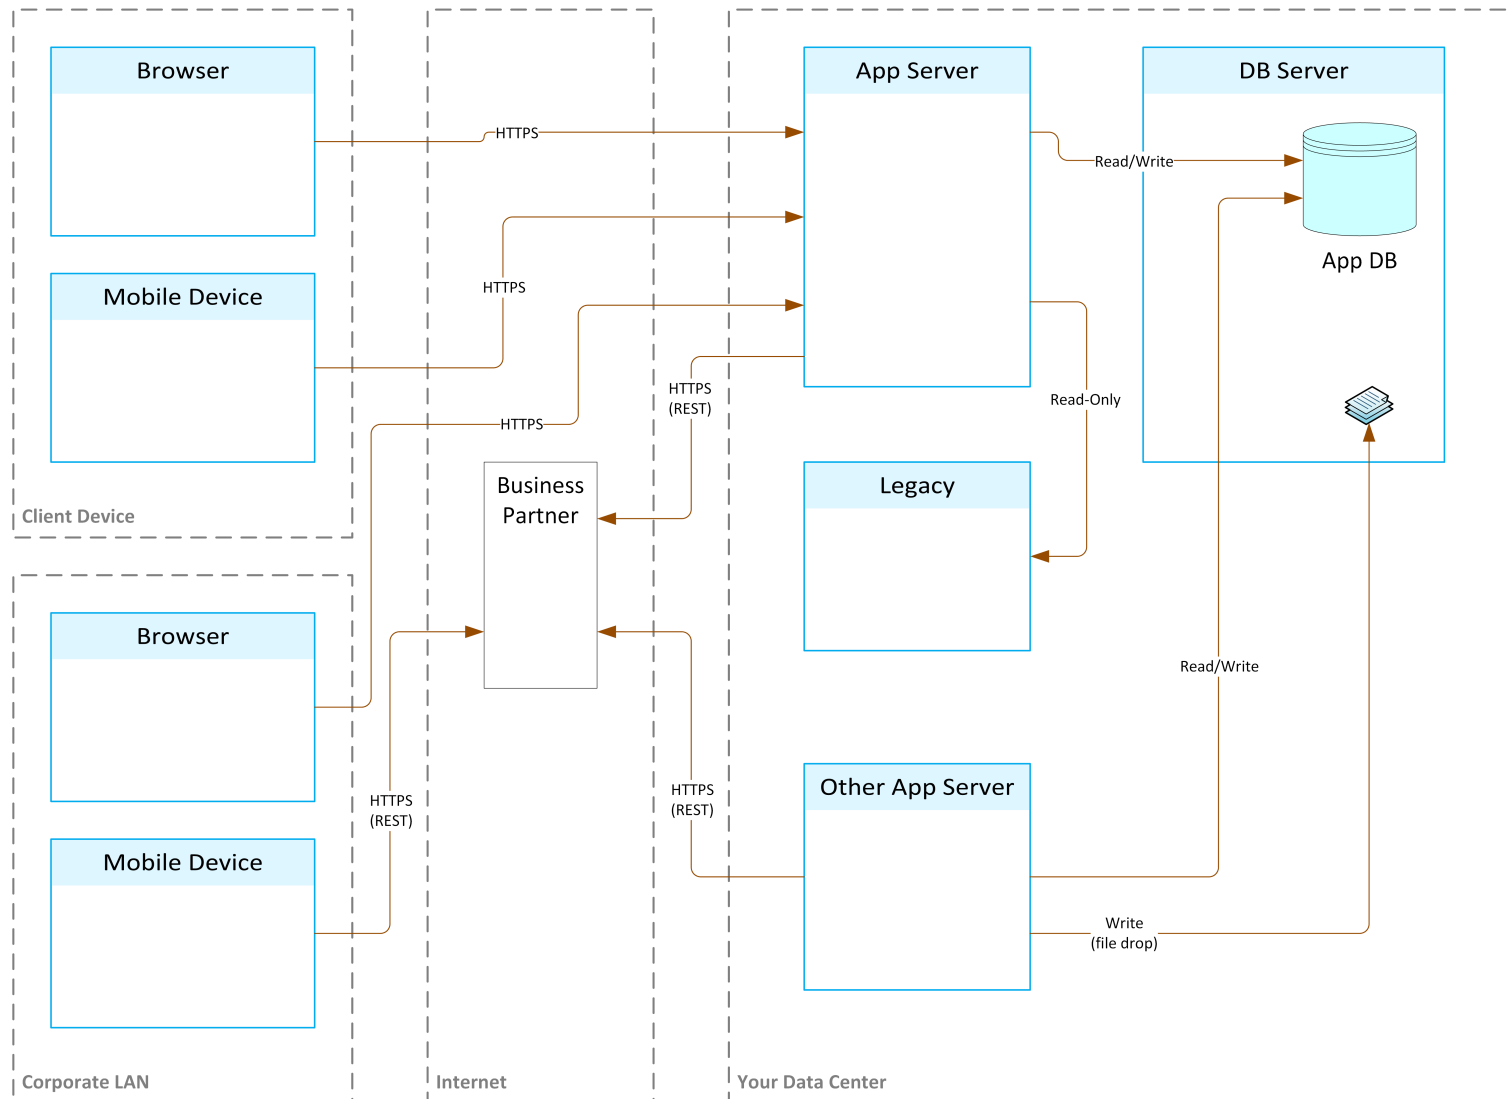 Browser
App Server
DB Server
HTTPS
Read/Write
App DB
Mobile Device
HTTPS
HTTPS
(REST)
Read-Only
HTTPS
Business
Partner
Legacy
Client Device
Browser
Read/Write
HTTPS
(REST)
HTTPS
(REST)
Other App Server
Mobile Device
Write
(file drop)
Corporate LAN
Internet
Your Data Center